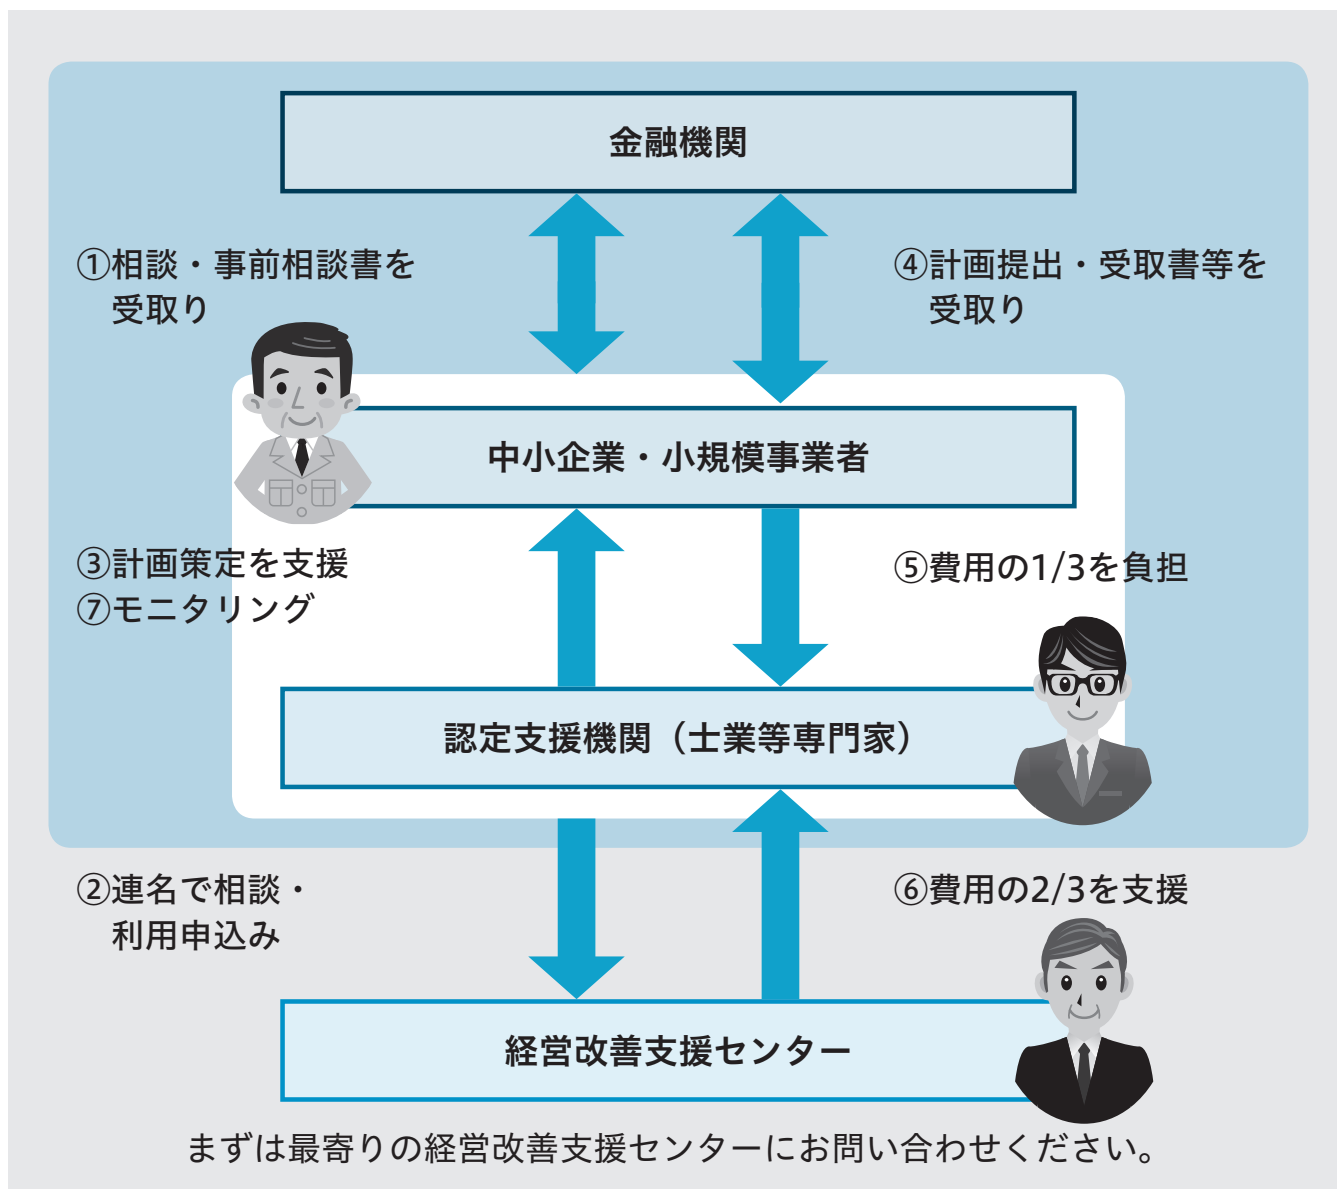 金融機関
①相談・事前相談書を
受取り
④計画提出・受取書等を
受取り
中小企業・小規模事業者
③計画策定を支援
⑦モニタリング
⑤費用の1/3を負担
認定支援機関（士業等専門家）
②連名で相談・
利用申込み
⑥費用の2/3を支援
経営改善支援センター
まずは最寄りの経営改善支援センターにお問い合わせください。